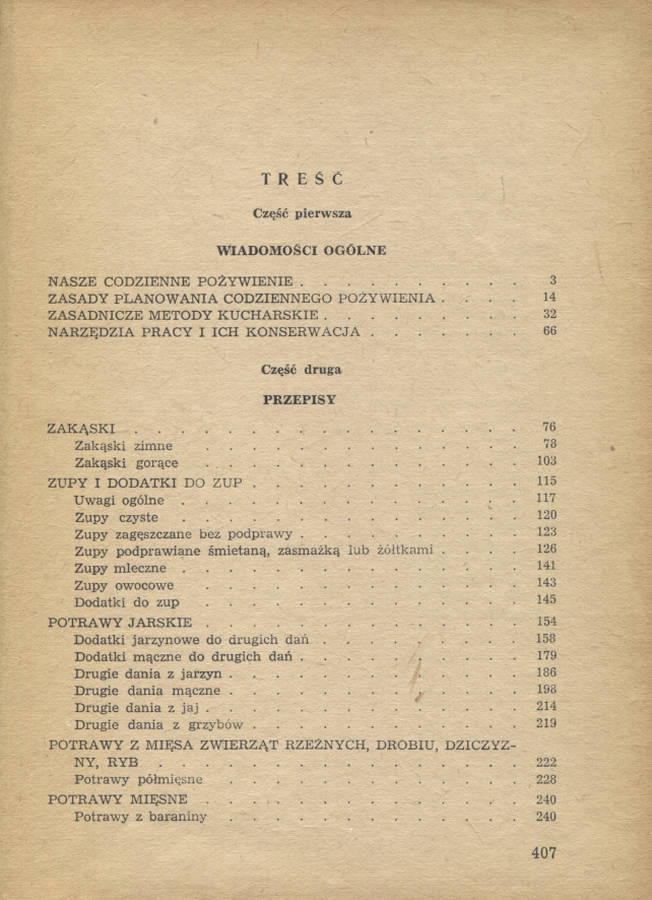 TREŚĆ
Część pierwsza
WIADOMOŚCI OGÓLNE
NASZE CODZIENNE POŻYWIENIE . . . . . . . . . . 3
ZASADY PLANOWANIA CODZIENNEGO POŻYWIENIA . . . . 14
ZASADNICZE METODY KUCHARSKIE . . . . . . . . . 32
NARZĘDZIA PRACY I ICH KONSERWACJA . . . . . . . 66
Część druga
PRZEPISY
ZAKĄSKI . . . . . . . . . . . . . . . . . 76
Zakąski zimne . . . . . . . . . . . . . . 78
Zakąski gorące . . . . . . . . . . . . . . 103
ZUPY I DODATKI DO ZUP . . . . . . . . . . . . 115
Uwagi ogólne . . . . . . . . . . . . . . . 117
Zupy czyste . . . . . . . . . . . . . . . 120
Zupy zagęszczane bez podprawy . . . . . . . . . . 123
Zupy podprawiane śmietaną, zasmażką lub żółtkami . . . . 126
Zupy mleczne . . . . . . . . . . . . . . . 141
Zupy owocowe . . . . . . . . . . . . . . 143
Dodatki do zup . . . . . . . . . . . . . . 145
POTRAWY JARSKIE . . . . . . . . . . . . . . 154
Dodatki jarzynowe do drugich dań . . . . . . . . . 158
Dodatki mączne do drugich dań . . . . . . . . . . 179
Drugie dania z jarzyn . . . . . . . . . . . . . 186
Drugie dania mączne . . . . . . . . . . . . . 198
Drugie dania z jaj . . . . . . . . . . . . . . 214
Drugie dania z grzybów . . . . . . . . . . . . 219
POTRAWY Z MIĘSA ZWIERZĄT RZEŹNYCH, DROBIU, DZICZYZ-
NY, RYB . . . . . . . . . . . . . . . . 222
Potrawy półmięsne . . . . . . . . . . . . . . 228
POTRAWY MIĘSNE . . . . . . . . . . . . . . 240
Potrawy z baraniny . . . . . . . . . . . . . 240
407